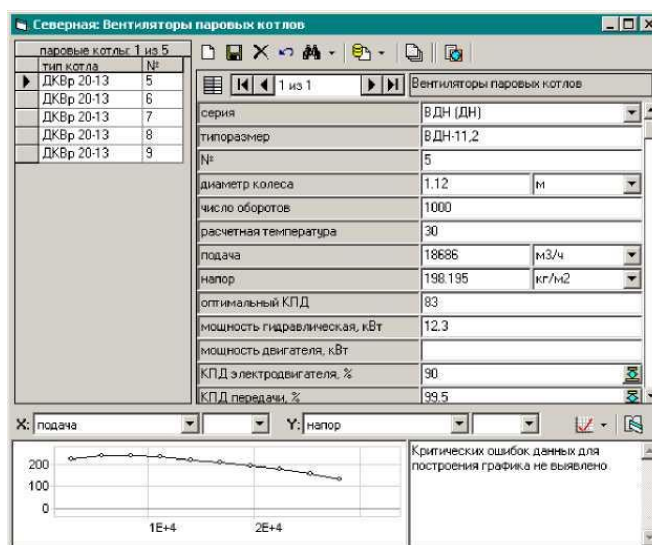 Северная: Вентиляторы паровых котлов
паровые котлы: 1 из 5
тип котла №
ДКВр 20-13 5
ДКВр 20-13 6
ДКВр 20-13 7
ДКВр 20-13 8
ДКВр 20-13 9
1 из 1 Вентиляторы паровых котлов
серия ВДН (ДН)
типоразмер ВДН-11,2
№ 5
диаметр колеса 1.12 м
число оборотов 1000
расчетная температура 30
подача 18686 м3/ч
напор 198.195 кг/м2
оптимальный КПД 83
мощность гидравлическая, кВт 12.3
мощность двигателя, кВт
КПД электродвигателя, % 90
КПД передачи, % 99.5
X: подача Y: напор
200
100
0
1E+4 2E+4
Критических ошибок данных для
построения графика не выявлено